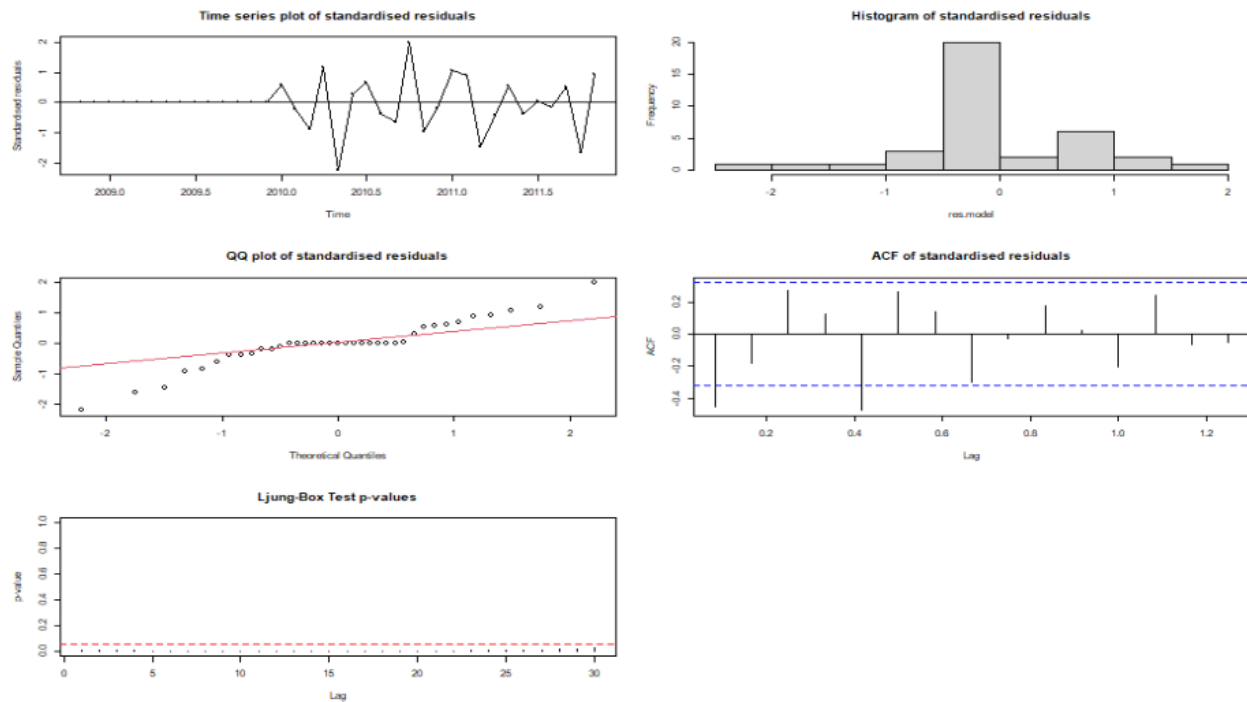 Time series plot of standardised residuals
Standardised residuals
2
1
0
-1
-2
2009.0 2009.5 2010.0 2010.5 2011.0 2011.5
Time
Histogram of standardised residuals
Frequency
20
15
10
5
0
-2 -1 0 1 2
res.model
QQ plot of standardised residuals
Sample Quantiles
2
1
0
-1
-2
-2 -1 0 1 2
Theoretical Quantiles
ACF of standardised residuals
ACF
0.2
0.0
-0.2
-0.4
0.2 0.4 0.6 0.8 1.0 1.2
Lag
Ljung-Box Test p-values
p-value
1.0
0.8
0.6
0.4
0.2
0.0
0 5 10 15 20 25 30
Lag